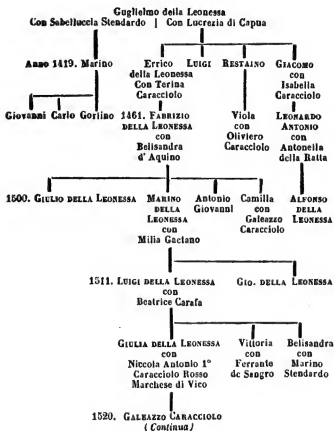 Guglielmo della Leonessa
Con Sabelluccia Stendardo | Con Lucrezia di Capua
Anno 1419. Marino
Errico LUIGI RESTAINO GIACOMO
della Leonessa con
Con Terina Isabella
Caracciolo Caracciolo
Giovanni Carlo Gorlino 1461. FABRIZIO Viola LEONARDO
DELLA LEONESSA con ANTONIO
con Oliviero con
Belisandra Caracciolo Antonella
d'Aquino della Ratta
1500. GIULIO DELLA LEONESSA MARINO Antonio Camilla ALFONSO
DELLA Giovanni con DELLA
LEONESSA Galeazzo LEONESSA
con Caracciolo
Milia Gaetano
1511. LUIGI DELLA LEONESSA GIO. DELLA LEONESSA
con
Beatrice Carafa
GIULIA DELLA LEONESSA Vittoria Belisandra
con con con
Niccola Antonio 1° Ferrante Marino
Caracciolo Rosso de Sangro Stendardo
Marchese di Vico
1520. GALEAZZO CARACCIOLO
(Continua)